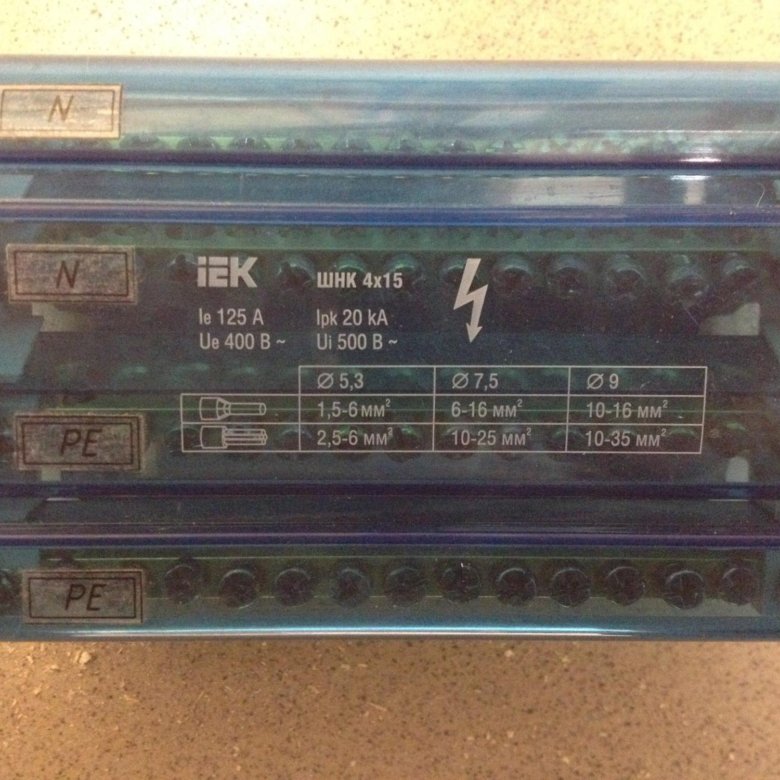 N
N
iEK
ШНК 4х15
Ie 125 A
Ipk 20 kA
Ue 400 В ~
Ui 500 В ~
Ø 5,3 Ø 7,5 Ø 9
1,5-6 мм² 6-16 мм² 10-16 мм²
2,5-6 мм² 10-25 мм² 10-35 мм²
PE
PE